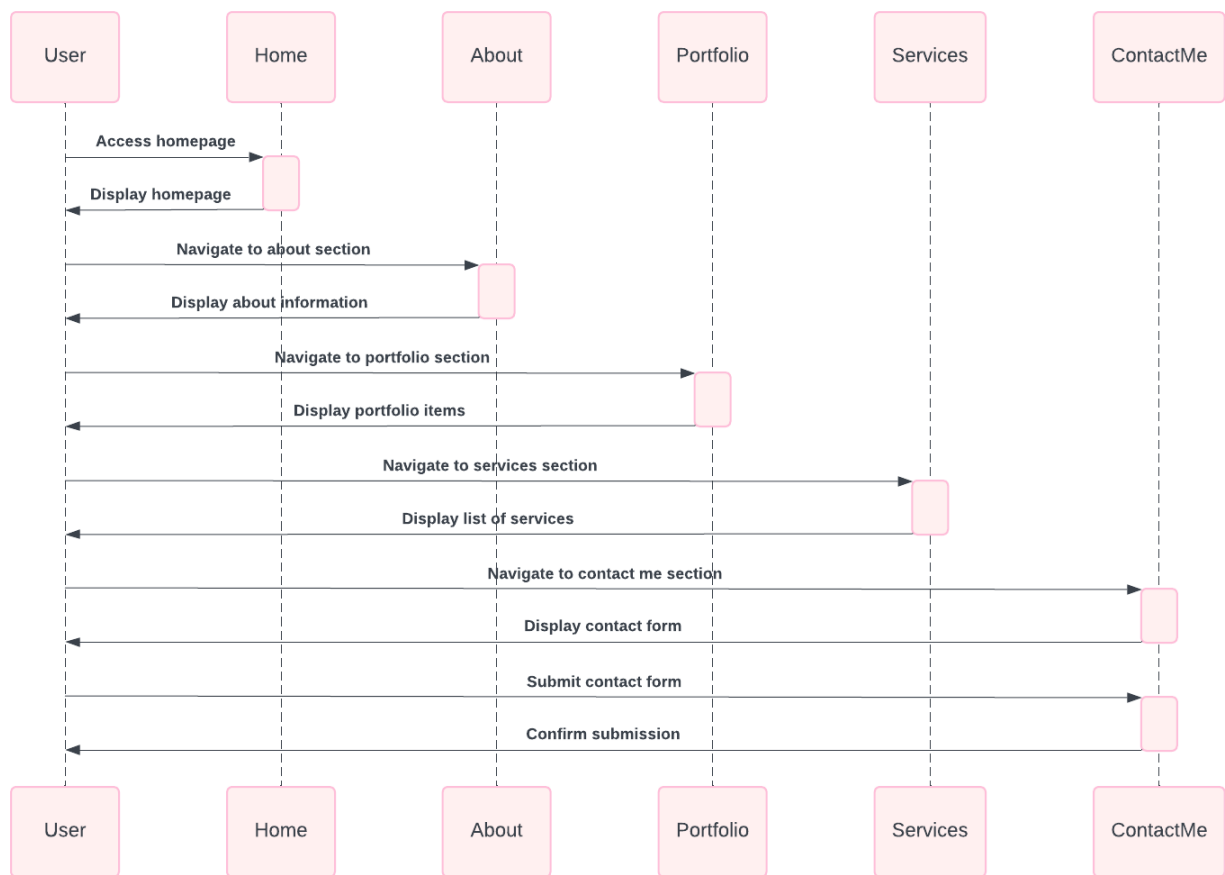 User
Home
About
Portfolio
Services
ContactMe
Access homepage
Display homepage
Navigate to about section
Display about information
Navigate to portfolio section
Display portfolio items
Navigate to services section
Display list of services
Navigate to contact me section
Display contact form
Submit contact form
Confirm submission
User
Home
About
Portfolio
Services
ContactMe